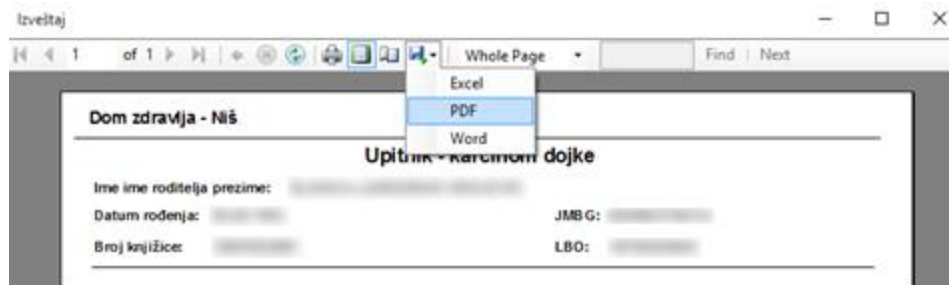 Izveštaj
1 of 1 Whole Page Find | Next
Excel
PDF
Word
Dom zdravlja - Niš
Upitnik - karcinom dojke
Ime ime roditelja prezime:
Datum rođenja: JMBG:
Broj knjižice: LBO: